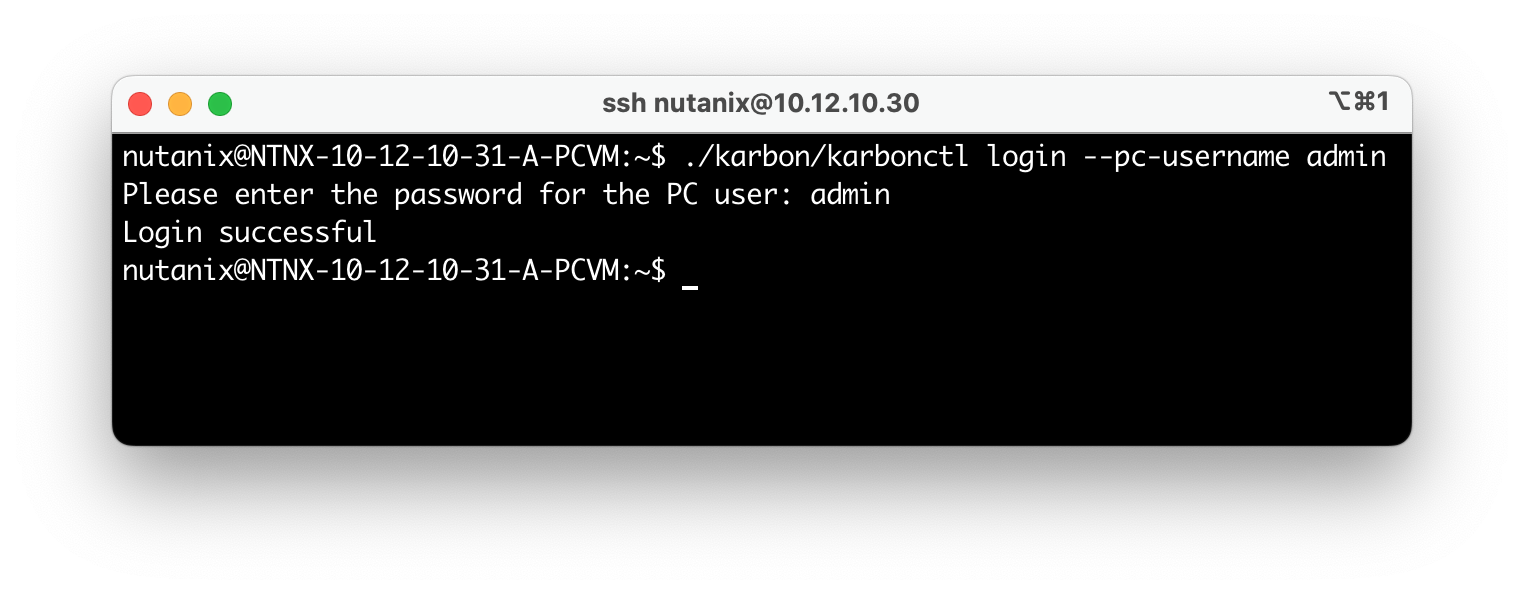 ssh nutanix@10.12.10.30
⌥⌘1
nutanix@NTNX-10-12-10-31-A-PCVM:~$ ./karbon/karbonctl login --pc-username admin
Please enter the password for the PC user: admin
Login successful
nutanix@NTNX-10-12-10-31-A-PCVM:~$